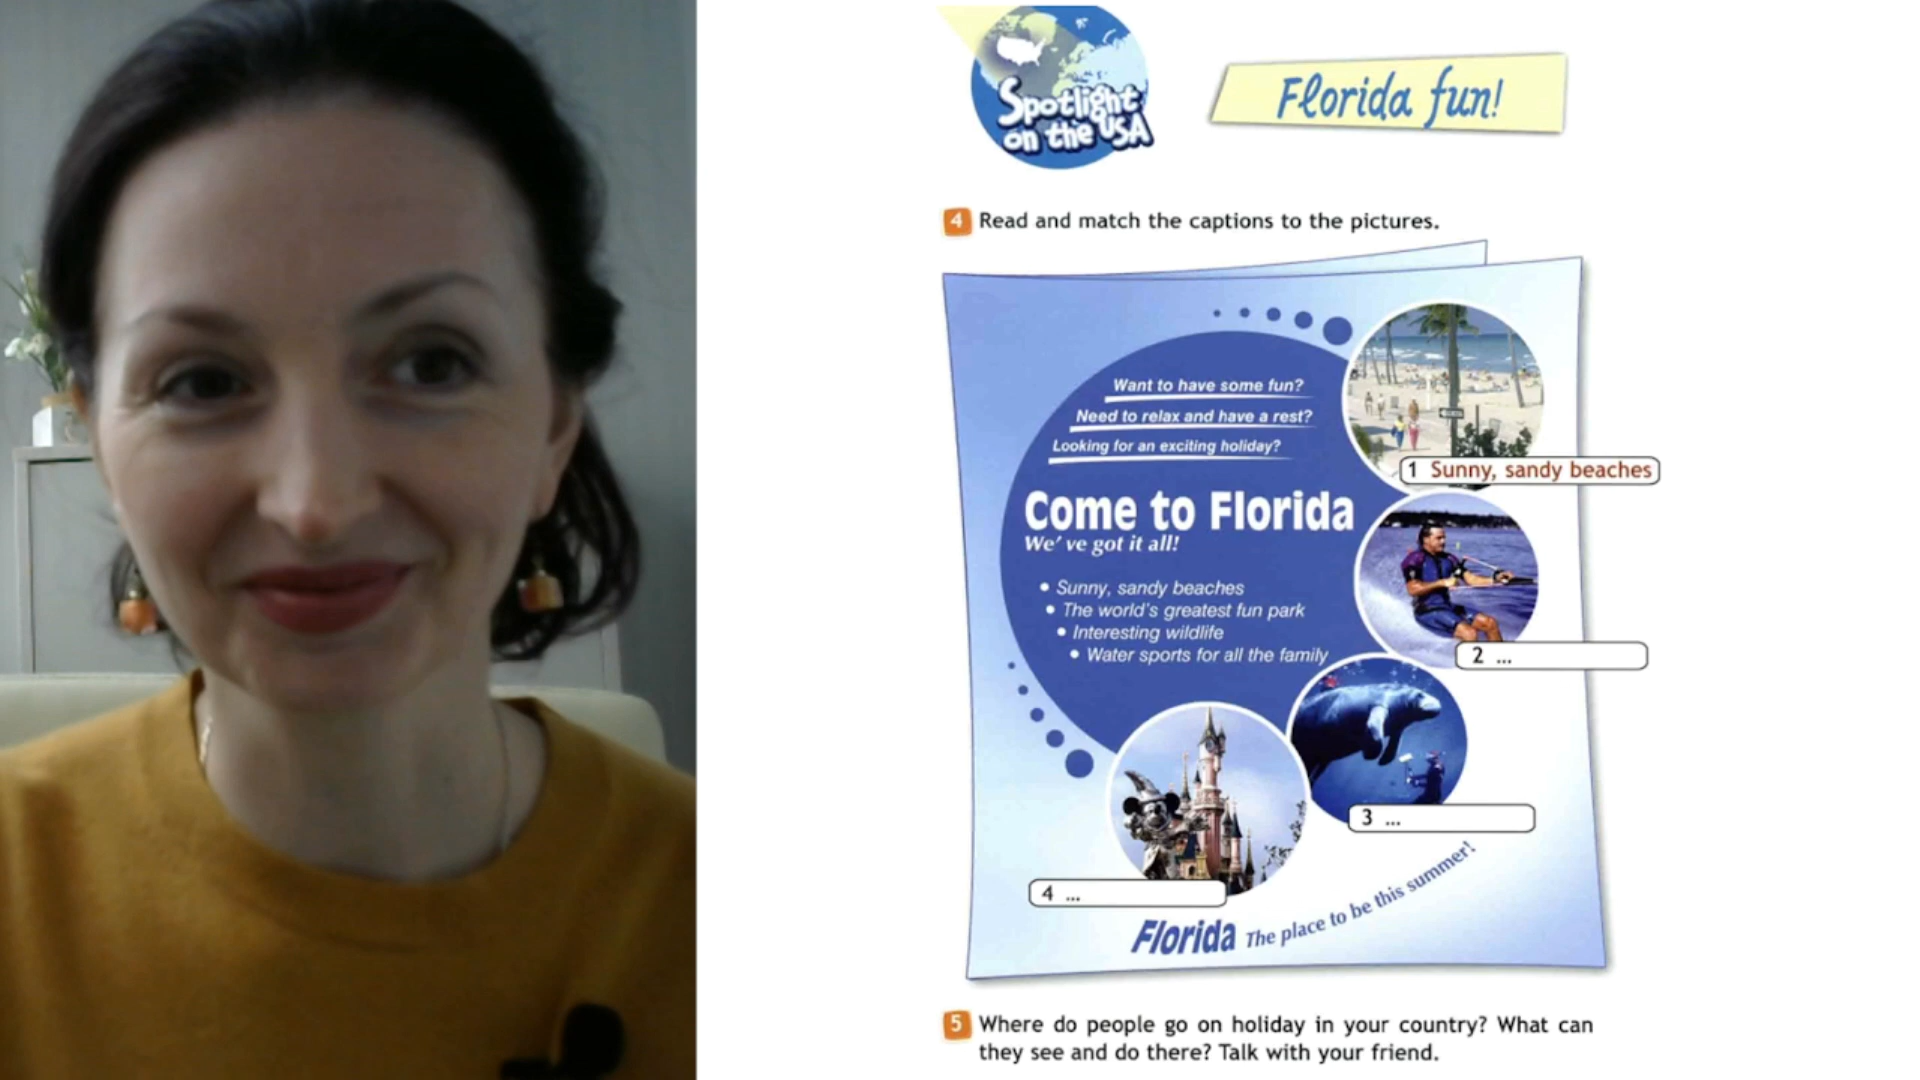 Spotlight
on the USA
Florida fun!
4 Read and match the captions to the pictures.
Want to have some fun?
Need to relax and have a rest?
Looking for an exciting holiday?
Come to Florida
We' ve got it all!
• Sunny, sandy beaches
• The world's greatest fun park
• Interesting wildlife
• Water sports for all the family
1 Sunny, sandy beaches
2 ...
3 ...
4 ...
Florida The place to be this summer!
5 Where do people go on holiday in your country? What can
they see and do there? Talk with your friend.